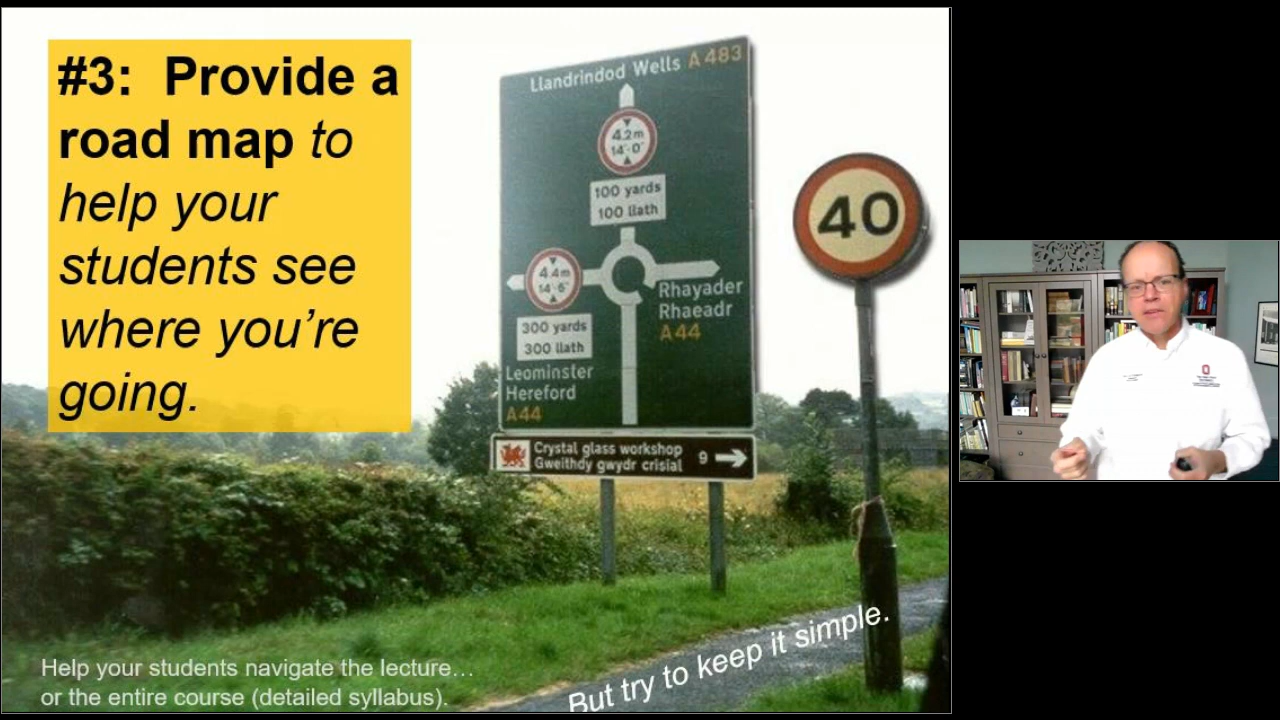 #3: Provide a
road map to
help your
students see
where you’re
going.
Llandrindod Wells A 483
4.2m
14'-0"
100 yards
100 llath
4.4m
14'-6"
300 yards
300 llath
Rhayader
Rhaeadr
A44
Leominster
Hereford
A44
Crystal glass workshop
Gweithdy gwydr crisial
9
40
Help your students navigate the lecture…
or the entire course (detailed syllabus).
But try to keep it simple.